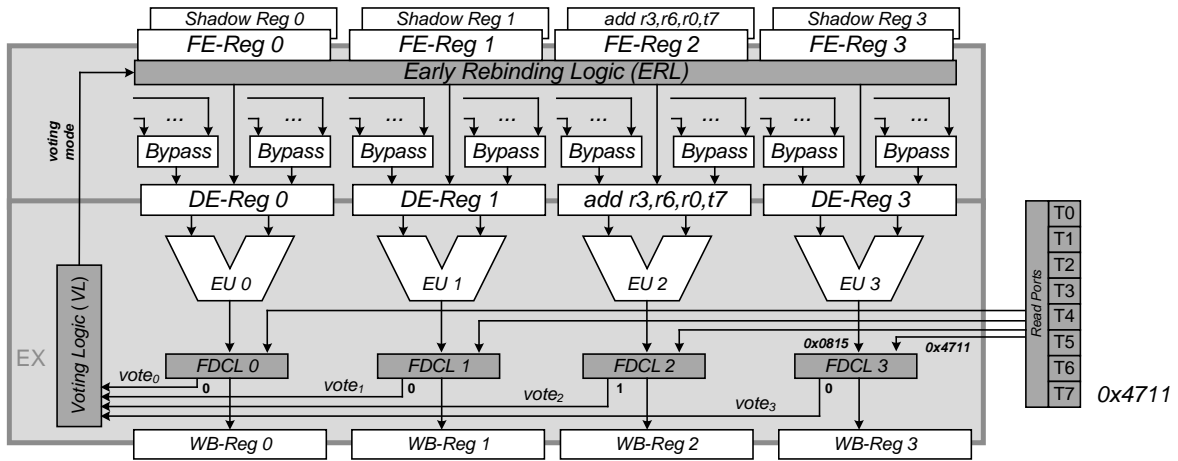 Shadow Reg 0
Shadow Reg 1
add r3,r6,r0,t7
Shadow Reg 3
FE-Reg 0
FE-Reg 1
FE-Reg 2
FE-Reg 3
Early Rebinding Logic (ERL)
voting mode
...
...
...
...
...
...
...
...
Bypass
Bypass
Bypass
Bypass
Bypass
Bypass
Bypass
Bypass
DE-Reg 0
DE-Reg 1
add r3,r6,r0,t7
DE-Reg 3
EU 0
EU 1
EU 2
EU 3
Read Ports
T0
T1
T2
T3
T4
T5
T6
T7
0x4711
EX
Voting Logic (VL)
0x0815
0x4711
FDCL 0
FDCL 1
FDCL 2
FDCL 3
vote0
0
vote1
0
vote2
1
vote3
0
WB-Reg 0
WB-Reg 1
WB-Reg 2
WB-Reg 3